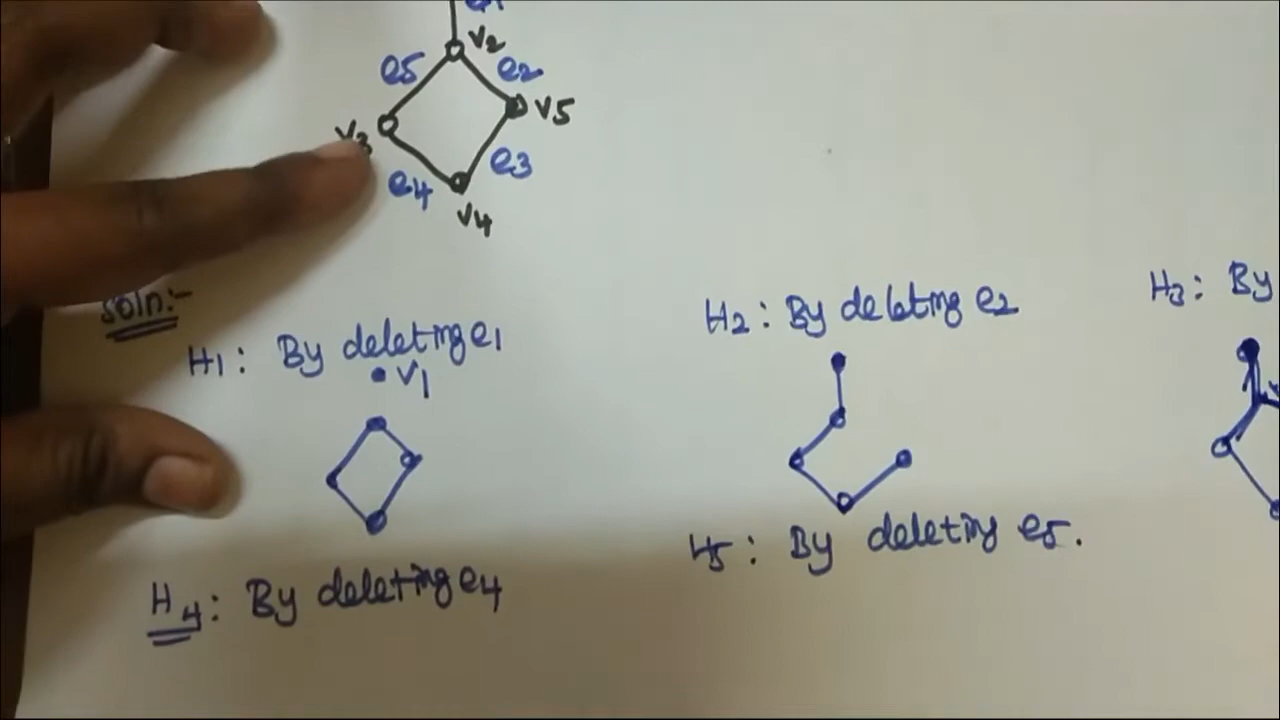 e1
v2
e5
e2
v5
v3
e3
e4
v4
Soln:-
H1: By deleting e1
v1
H2: By deleting e2
H3: By
H4: By deleting e4
H5: By deleting e5.